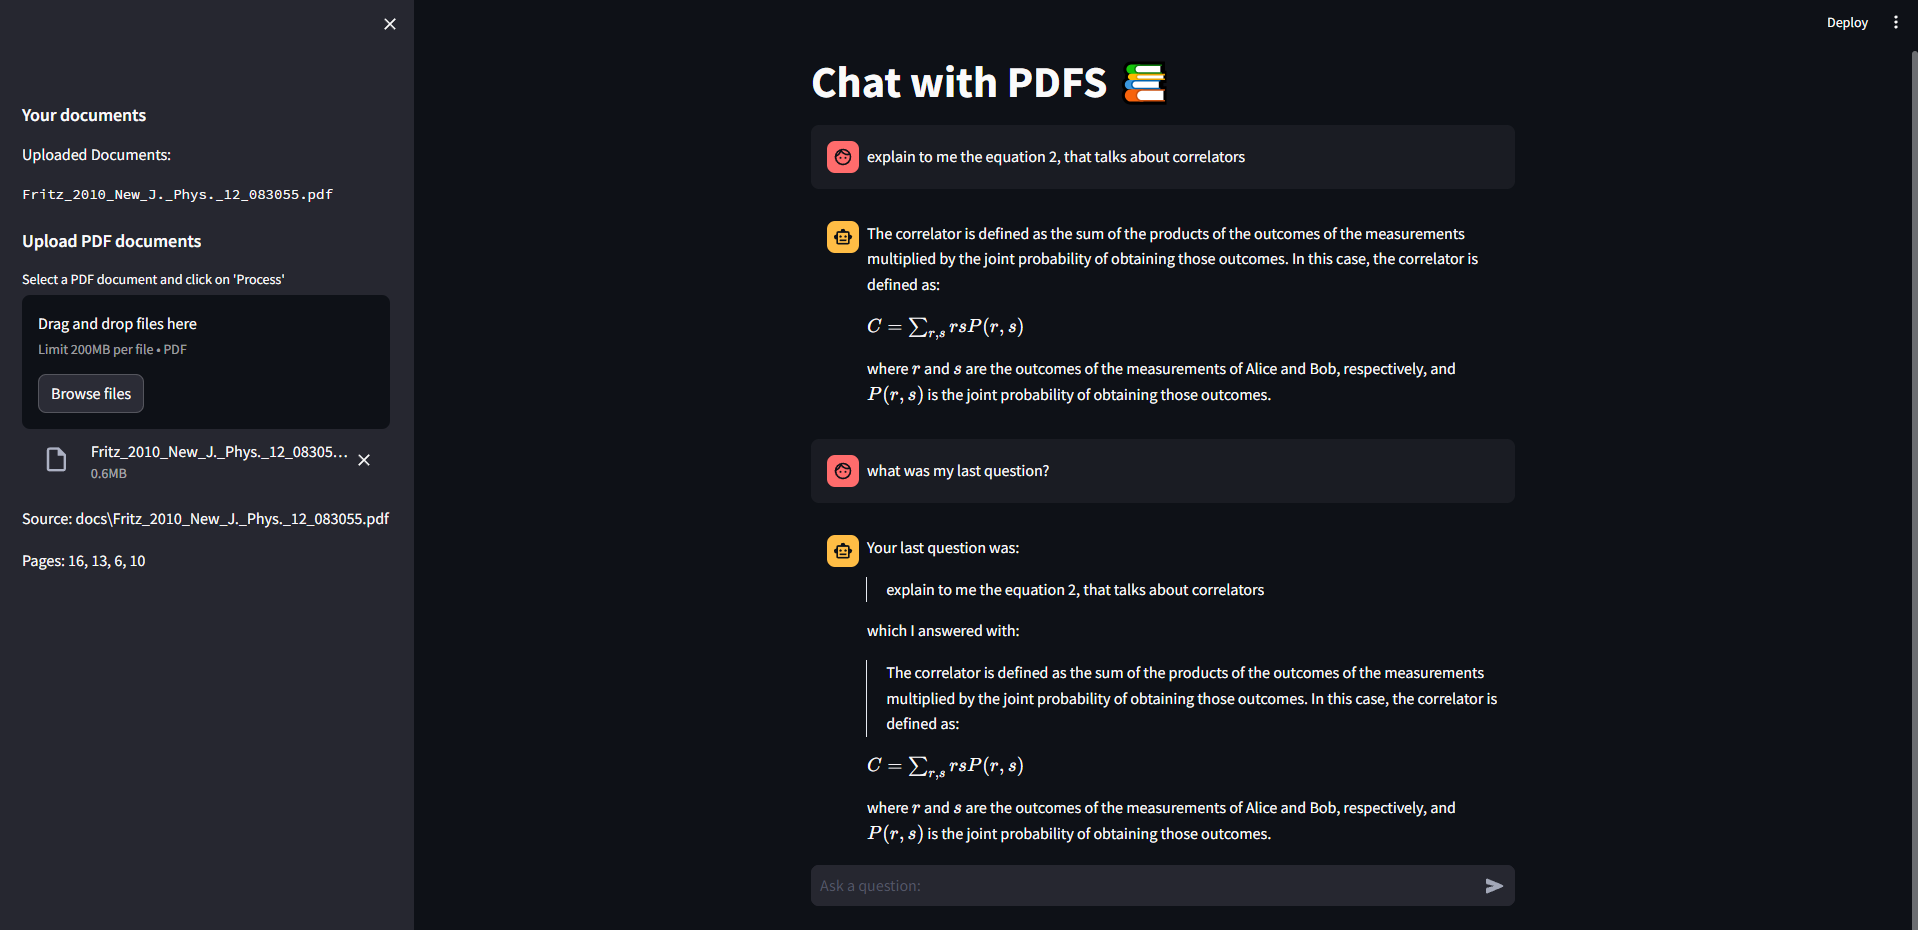 Deploy
Your documents
Uploaded Documents:
Fritz_2010_New_J._Phys._12_083055.pdf
Upload PDF documents
Select a PDF document and click on 'Process'
Drag and drop files here
Limit 200MB per file • PDF
Browse files
Fritz_2010_New_J._Phys._12_08305...
0.6MB
Source: docs\Fritz_2010_New_J._Phys._12_083055.pdf
Pages: 16, 13, 6, 10
Chat with PDFS
explain to me the equation 2, that talks about correlators
The correlator is defined as the sum of the products of the outcomes of the measurements
multiplied by the joint probability of obtaining those outcomes. In this case, the correlator is
defined as:
C = ∑r,s rsP(r, s)
where r and s are the outcomes of the measurements of Alice and Bob, respectively, and
P(r, s) is the joint probability of obtaining those outcomes.
what was my last question?
Your last question was:
explain to me the equation 2, that talks about correlators
which I answered with:
The correlator is defined as the sum of the products of the outcomes of the measurements
multiplied by the joint probability of obtaining those outcomes. In this case, the correlator is
defined as:
C = ∑r,s rsP(r, s)
where r and s are the outcomes of the measurements of Alice and Bob, respectively, and
P(r, s) is the joint probability of obtaining those outcomes.
Ask a question: